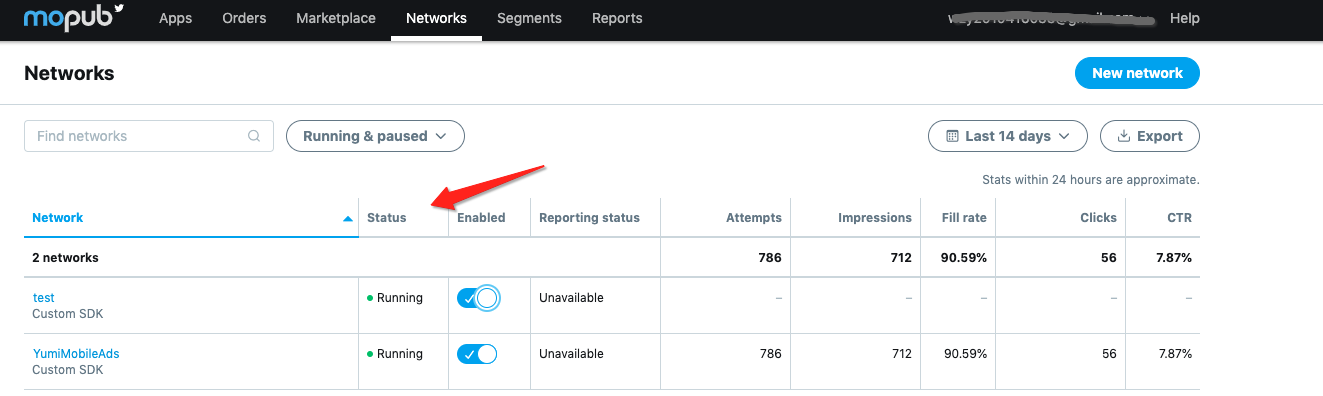 mopub Apps Orders Marketplace Networks Segments Reports Help
Networks New network
Find networks Running & paused Last 14 days Export
Stats within 24 hours are approximate.
Network Status Enabled Reporting status Attempts Impressions Fill rate Clicks CTR
2 networks 786 712 90.59% 56 7.87%
test Running Unavailable – – – – –
Custom SDK
YumiMobileAds Running Unavailable 786 712 90.59% 56 7.87%
Custom SDK